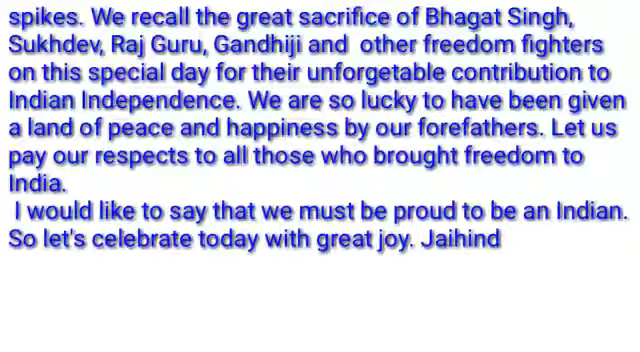 spikes. We recall the great sacrifice of Bhagat Singh,
Sukhdev, Raj Guru, Gandhiji and  other freedom fighters
on this special day for their unforgetable contribution to
Indian Independence. We are so lucky to have been given
a land of peace and happiness by our forefathers. Let us
pay our respects to all those who brought freedom to
India.
I would like to say that we must be proud to be an Indian.
So let's celebrate today with great joy. Jaihind